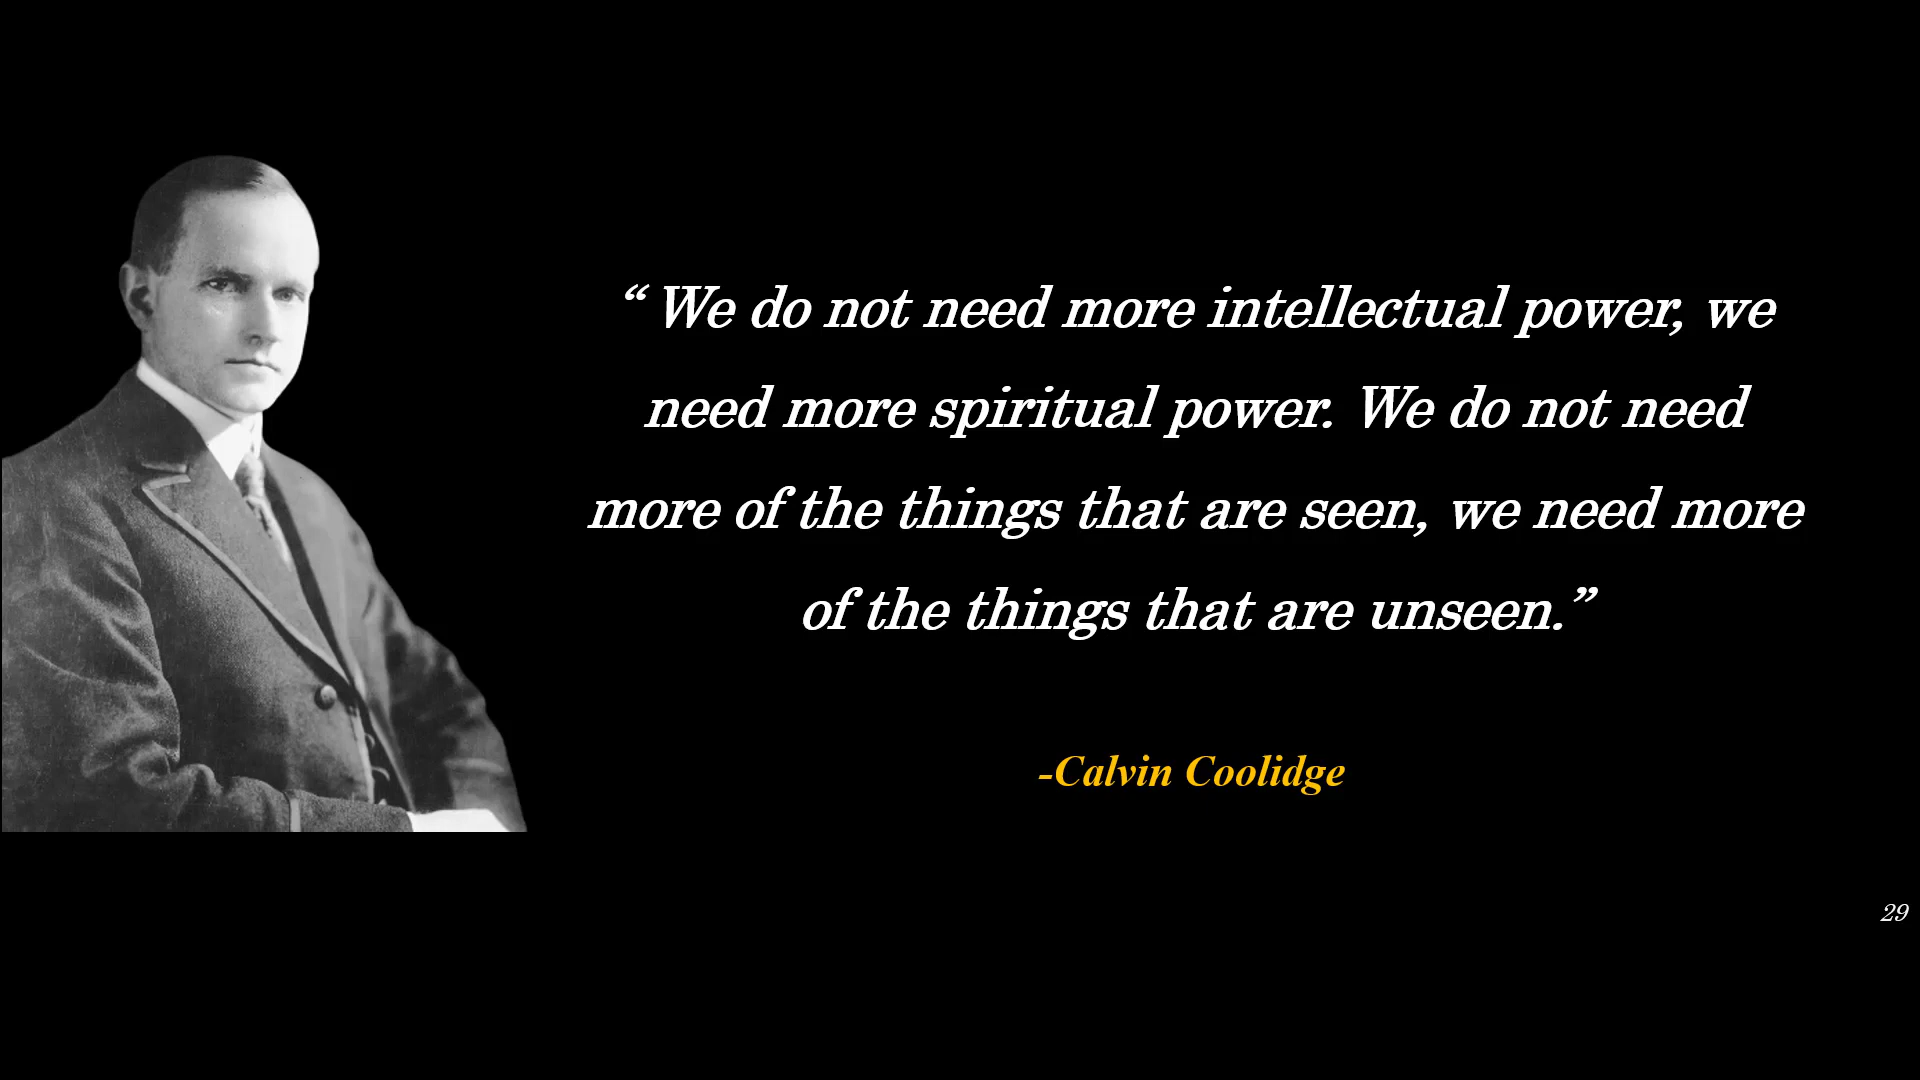 “ We do not need more intellectual power, we
need more spiritual power. We do not need
more of the things that are seen, we need more
of the things that are unseen.”
-Calvin Coolidge
29